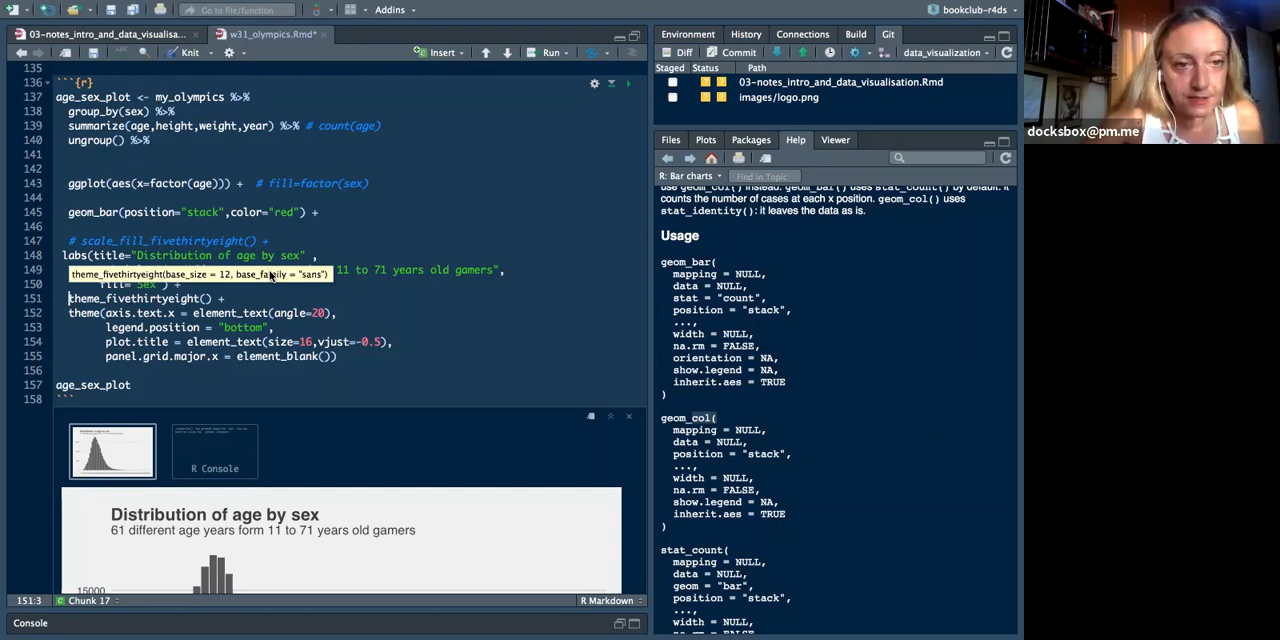 Go to file/function
Addins
bookclub-r4ds
03-notes_intro_and_data_visualisa...
w31_olympics.Rmd*
Knit
Insert
Run
135
136 ```{r}
137 age_sex_plot <- my_olympics %>%
138 group_by(sex) %>%
139 summarize(age,height,weight,year) %>% # count(age)
140 ungroup() %>%
141
142
143 ggplot(aes(x=factor(age))) + # fill=factor(sex)
144
145 geom_bar(position="stack",color="red") +
146
147 # scale_fill_fivethirtyeight() +
148 labs(title="Distribution of age by sex" ,
149 11 to 71 years old gamers",
theme_fivethirtyeight(base_size = 12, base_family = "sans")
150 fill="Sex") +
151 theme_fivethirtyeight() +
152 theme(axis.text.x = element_text(angle=20),
153 legend.position = "bottom",
154 plot.title = element_text(size=16,vjust=-0.5),
155 panel.grid.major.x = element_blank())
156
157 age_sex_plot
158 ```
R Console
Distribution of age by sex
61 different age years form 11 to 71 years old gamers
15000
151:3 Chunk 17 R Markdown
Console
Environment History Connections Build Git
Diff Commit data_visualization
Staged Status Path
03-notes_intro_and_data_visualisation.Rmd
images/logo.png
Files Plots Packages Help Viewer
R: Bar charts Find in Topic
use geom_col() instead. geom_bar() uses stat_count() by default: it
counts the number of cases at each x position. geom_col() uses
stat_identity(): it leaves the data as is.
Usage
geom_bar(
mapping = NULL,
data = NULL,
stat = "count",
position = "stack",
...,
width = NULL,
na.rm = FALSE,
orientation = NA,
show.legend = NA,
inherit.aes = TRUE
)
geom_col(
mapping = NULL,
data = NULL,
position = "stack",
...,
width = NULL,
na.rm = FALSE,
show.legend = NA,
inherit.aes = TRUE
)
stat_count(
mapping = NULL,
data = NULL,
geom = "bar",
position = "stack",
...,
width = NULL,
docksbox@pm.me